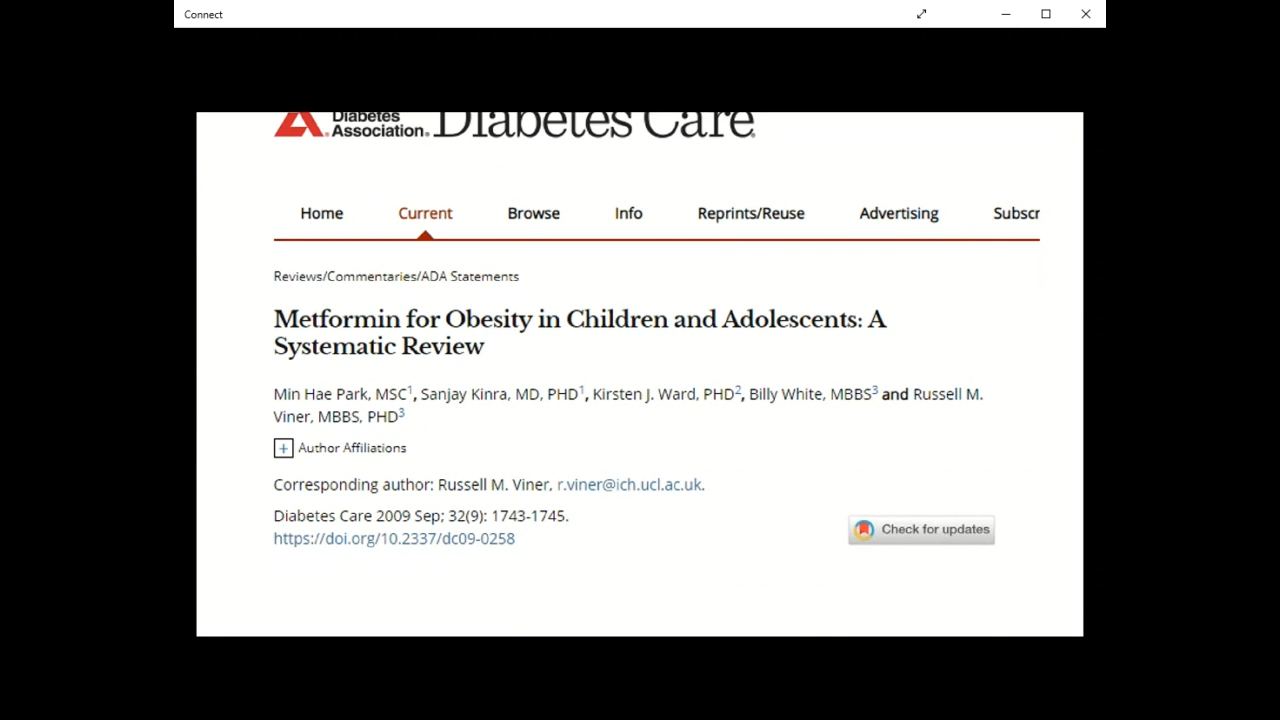 Connect
Diabetes
Association. Diabetes Care
Home Current Browse Info Reprints/Reuse Advertising Subscr
Reviews/Commentaries/ADA Statements
Metformin for Obesity in Children and Adolescents: A
Systematic Review
Min Hae Park, MSC1, Sanjay Kinra, MD, PHD1, Kirsten J. Ward, PHD2, Billy White, MBBS3 and Russell M.
Viner, MBBS, PHD3
+ Author Affiliations
Corresponding author: Russell M. Viner, r.viner@ich.ucl.ac.uk.
Diabetes Care 2009 Sep; 32(9): 1743-1745.
https://doi.org/10.2337/dc09-0258
Check for updates